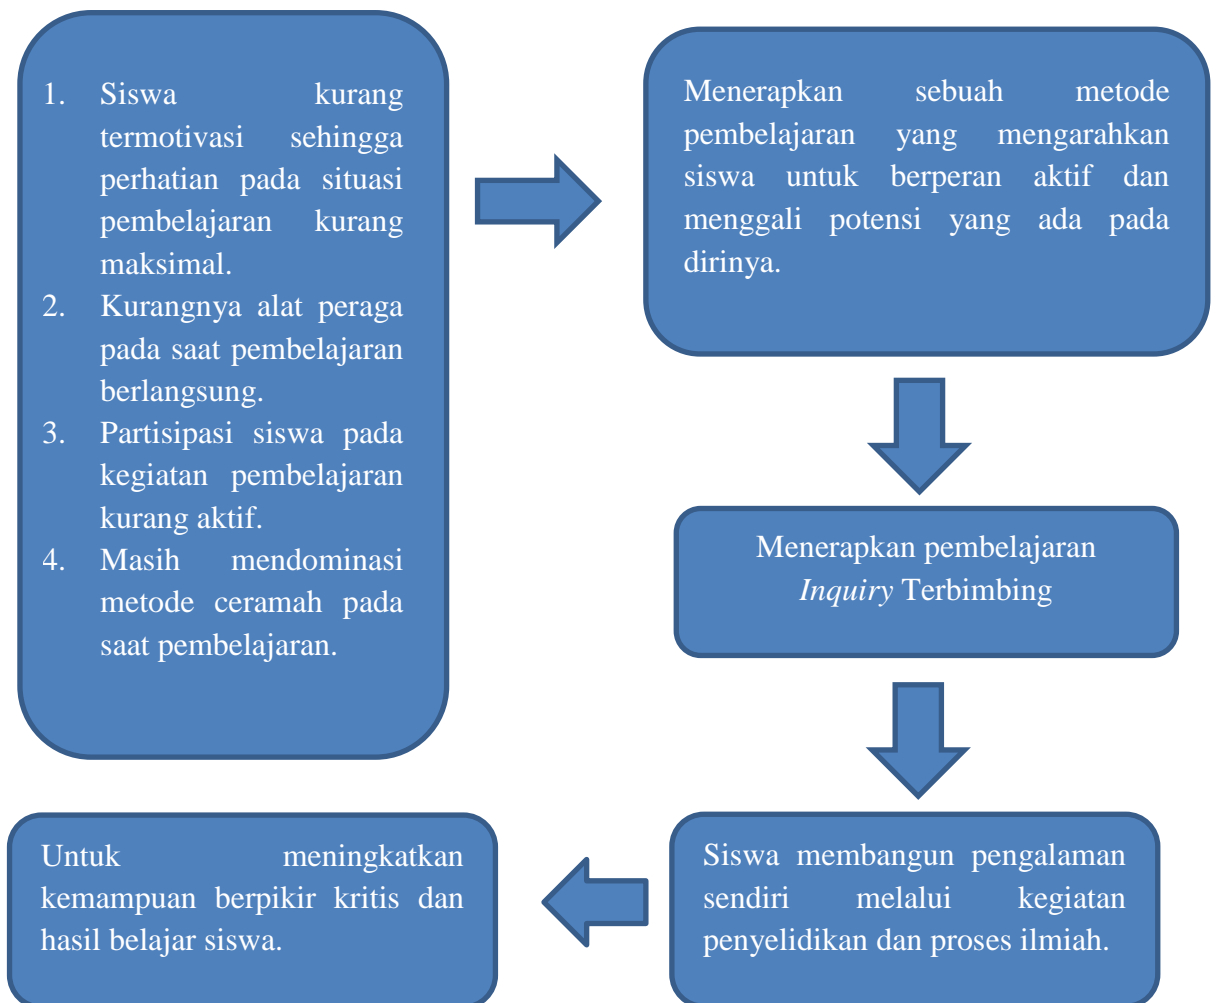 1. Siswa kurang
termotivasi sehingga
perhatian pada situasi
pembelajaran kurang
maksimal.
2. Kurangnya alat peraga
pada saat pembelajaran
berlangsung.
3. Partisipasi siswa pada
kegiatan pembelajaran
kurang aktif.
4. Masih mendominasi
metode ceramah pada
saat pembelajaran.
Menerapkan sebuah metode
pembelajaran yang mengarahkan
siswa untuk berperan aktif dan
menggali potensi yang ada pada
dirinya.
Menerapkan pembelajaran
Inquiry Terbimbing
Siswa membangun pengalaman
sendiri melalui kegiatan
penyelidikan dan proses ilmiah.
Untuk meningkatkan
kemampuan berpikir kritis dan
hasil belajar siswa.